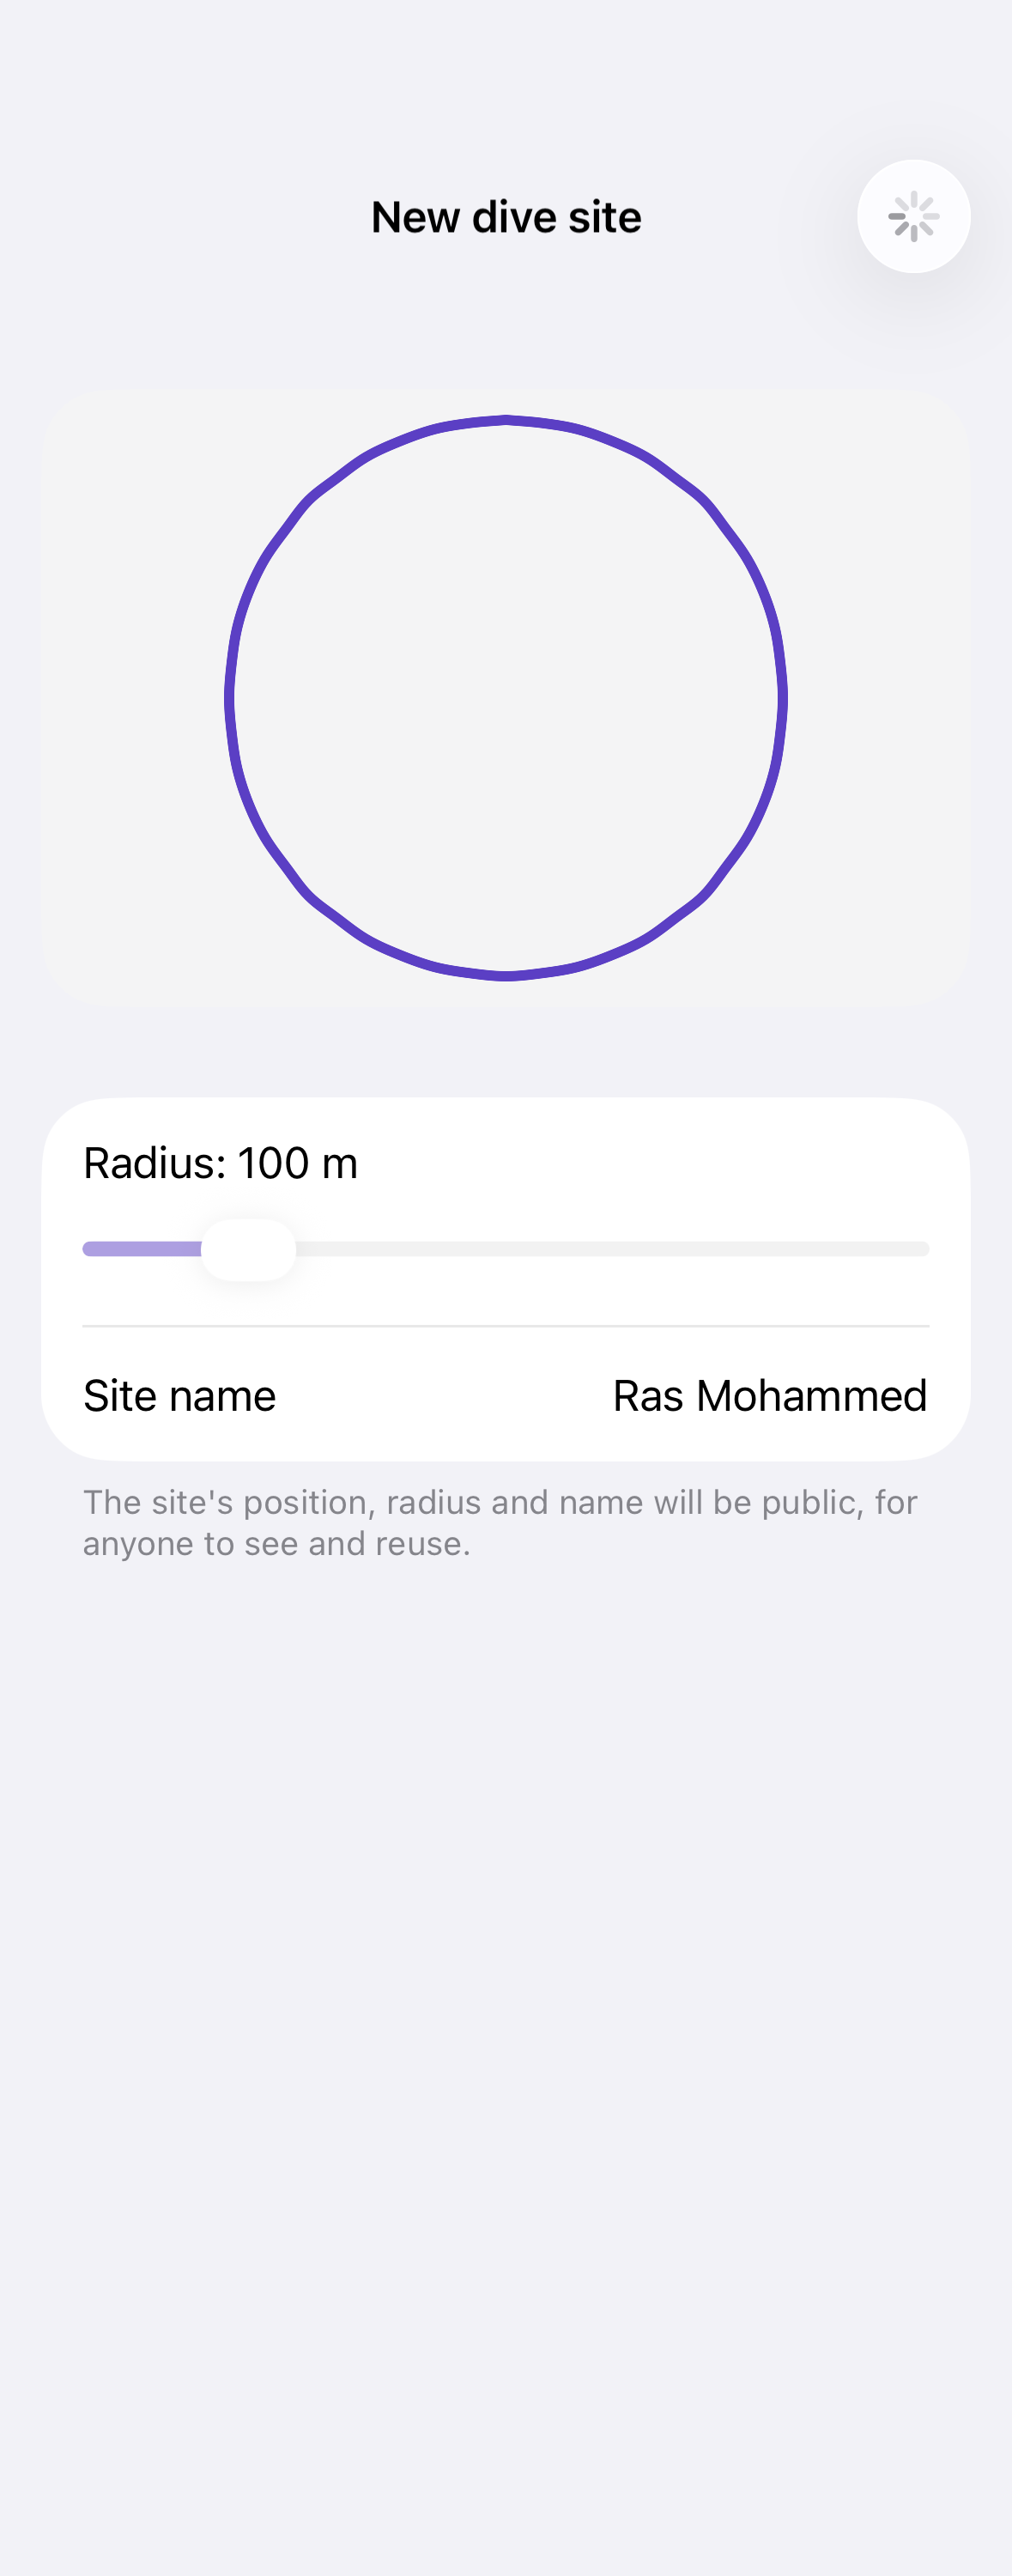 New dive site
Radius: 100 m
Site name
Ras Mohammed
The site's position, radius and name will be public, for
anyone to see and reuse.